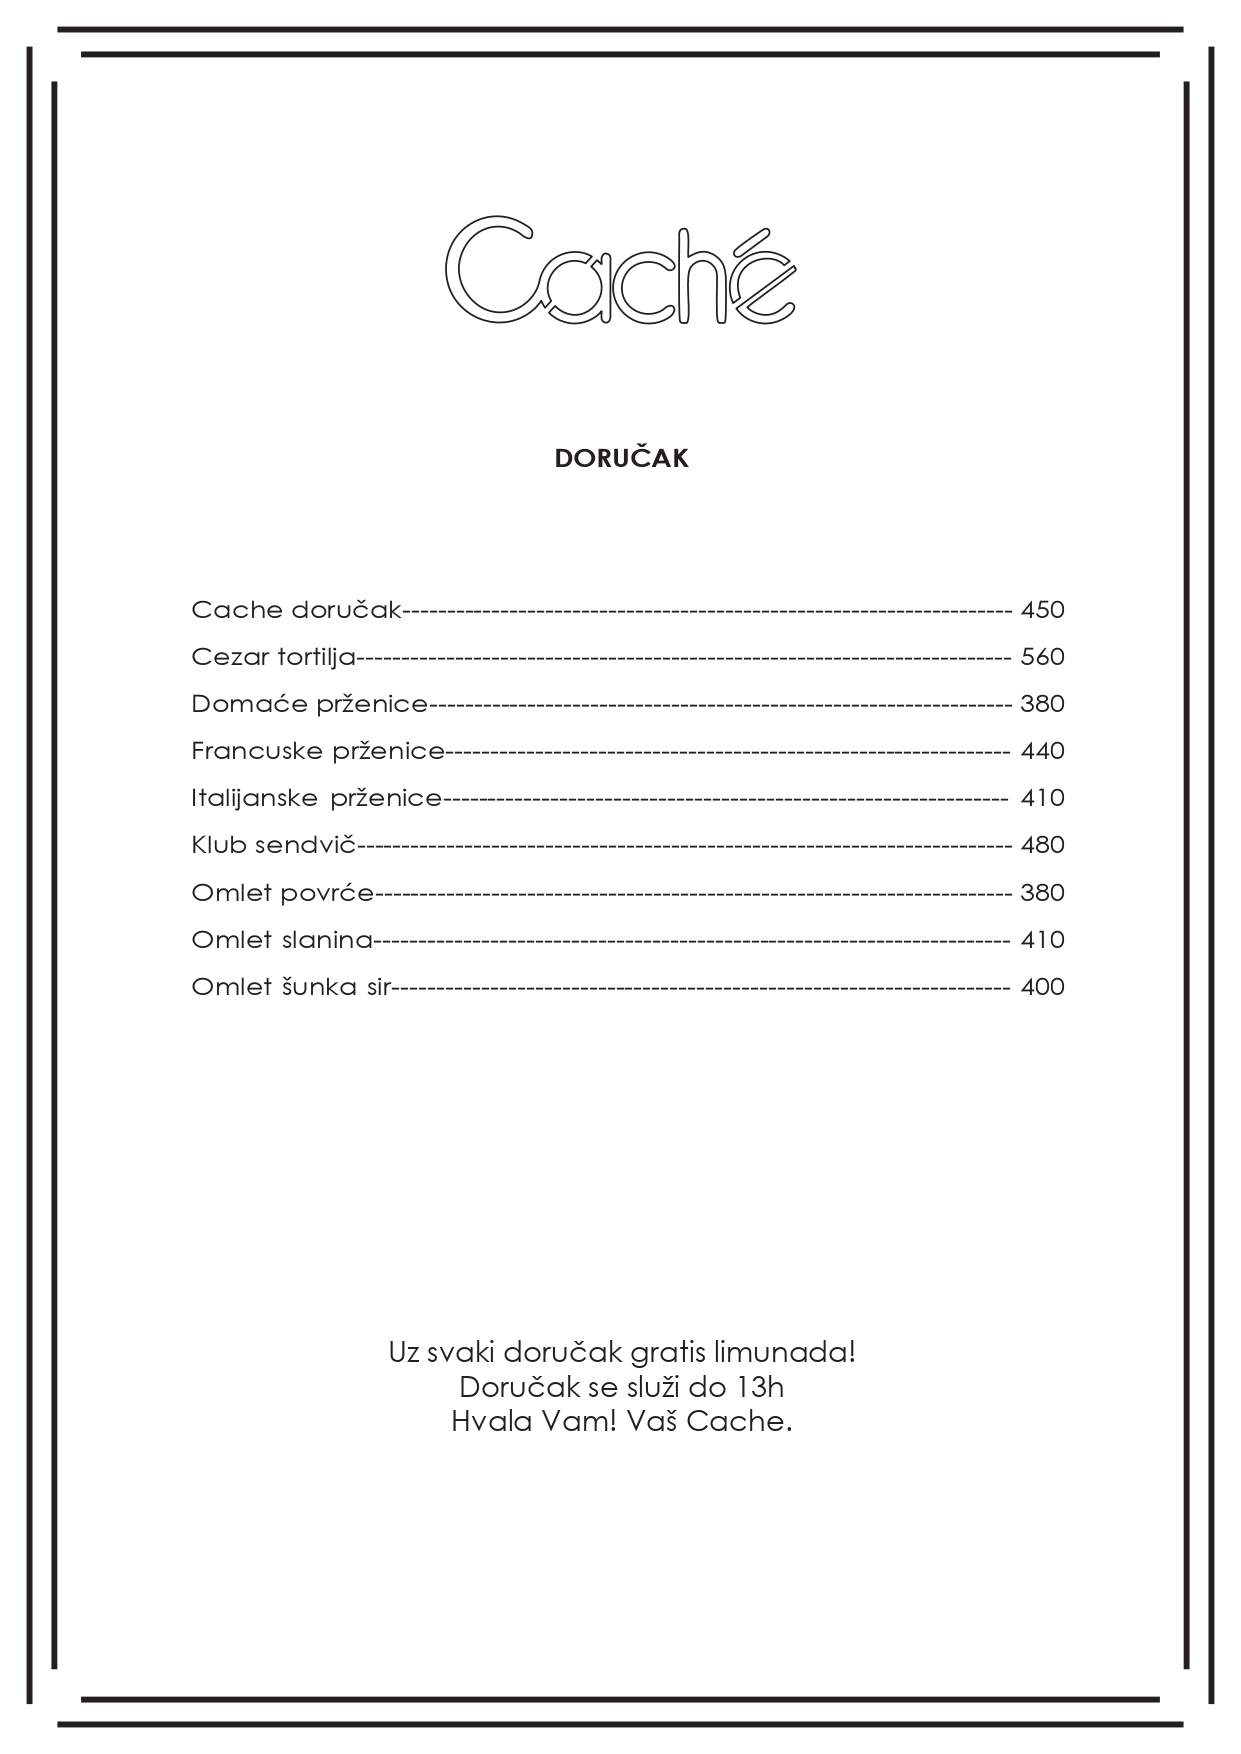 Caché
DORUČAK
Cache doručak------------------------------------------------------------------- 450
Cezar tortilja------------------------------------------------------------------------ 560
Domaće prženice---------------------------------------------------------------- 380
Francuske prženice-------------------------------------------------------------- 440
Italijanske prženice-------------------------------------------------------------- 410
Klub sendvič------------------------------------------------------------------------ 480
Omlet povrće---------------------------------------------------------------------- 380
Omlet slanina---------------------------------------------------------------------- 410
Omlet šunka sir-------------------------------------------------------------------- 400
Uz svaki doručak gratis limunada!
Doručak se služi do 13h
Hvala Vam! Vaš Cache.